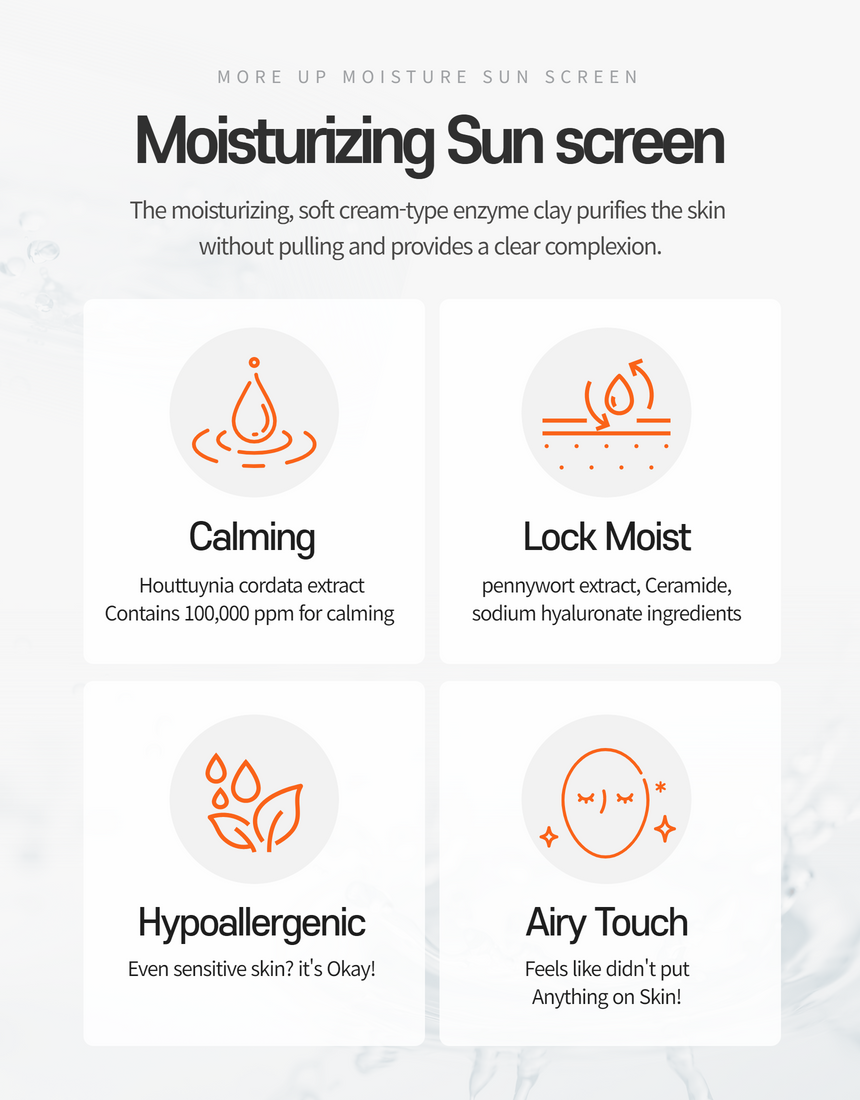 MORE UP MOISTURE SUN SCREEN
Moisturizing Sun screen
The moisturizing, soft cream-type enzyme clay purifies the skin
without pulling and provides a clear complexion.
Calming
Houttuynia cordata extract
Contains 100,000 ppm for calming
Lock Moist
pennywort extract, Ceramide,
sodium hyaluronate ingredients
Hypoallergenic
Even sensitive skin? it's Okay!
Airy Touch
Feels like didn't put
Anything on Skin!